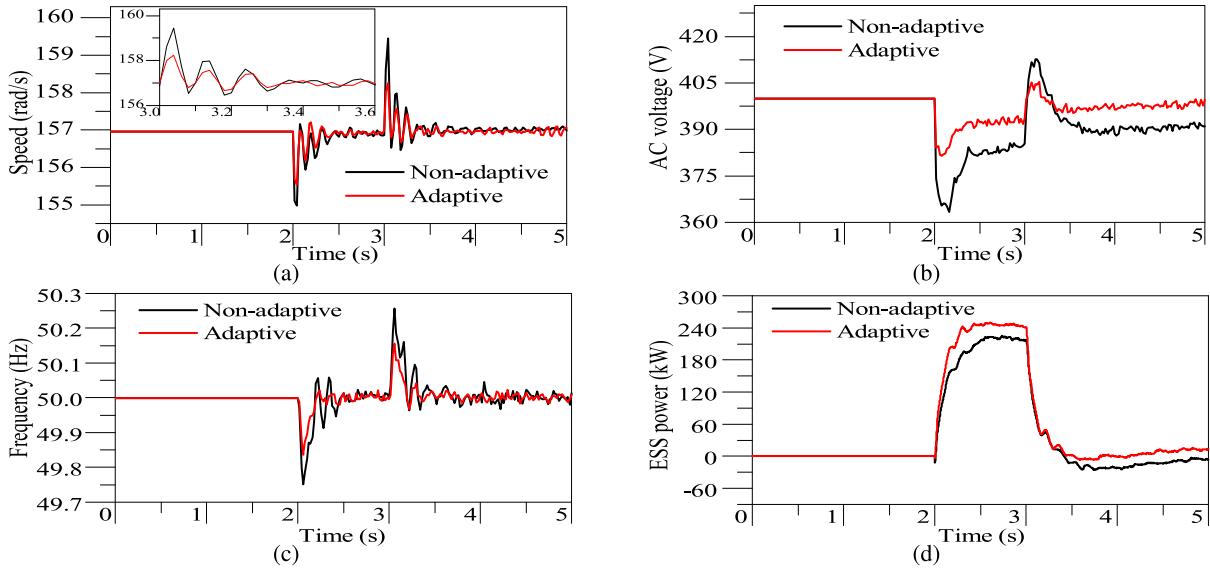 160
159
158
157
156
155
Speed (rad/s)
160
158
157
156
3.0
3.2
3.4
3.6
Non-adaptive
Adaptive
0 1 2 3 4 5
Time (s)
(a)
420
405
390
375
360
AC voltage (V)
Non-adaptive
Adaptive
0 1 2 3 4 5
Time (s)
(b)
50.3
50.2
50.1
50.0
49.9
49.8
49.7
Frequency (Hz)
Non-adaptive
Adaptive
0 1 2 3 4 5
Time (s)
(c)
300
240
180
120
60
0
-60
ESS power (kW)
Non-adaptive
Adaptive
0 1 2 3 4 5
Time (s)
(d)